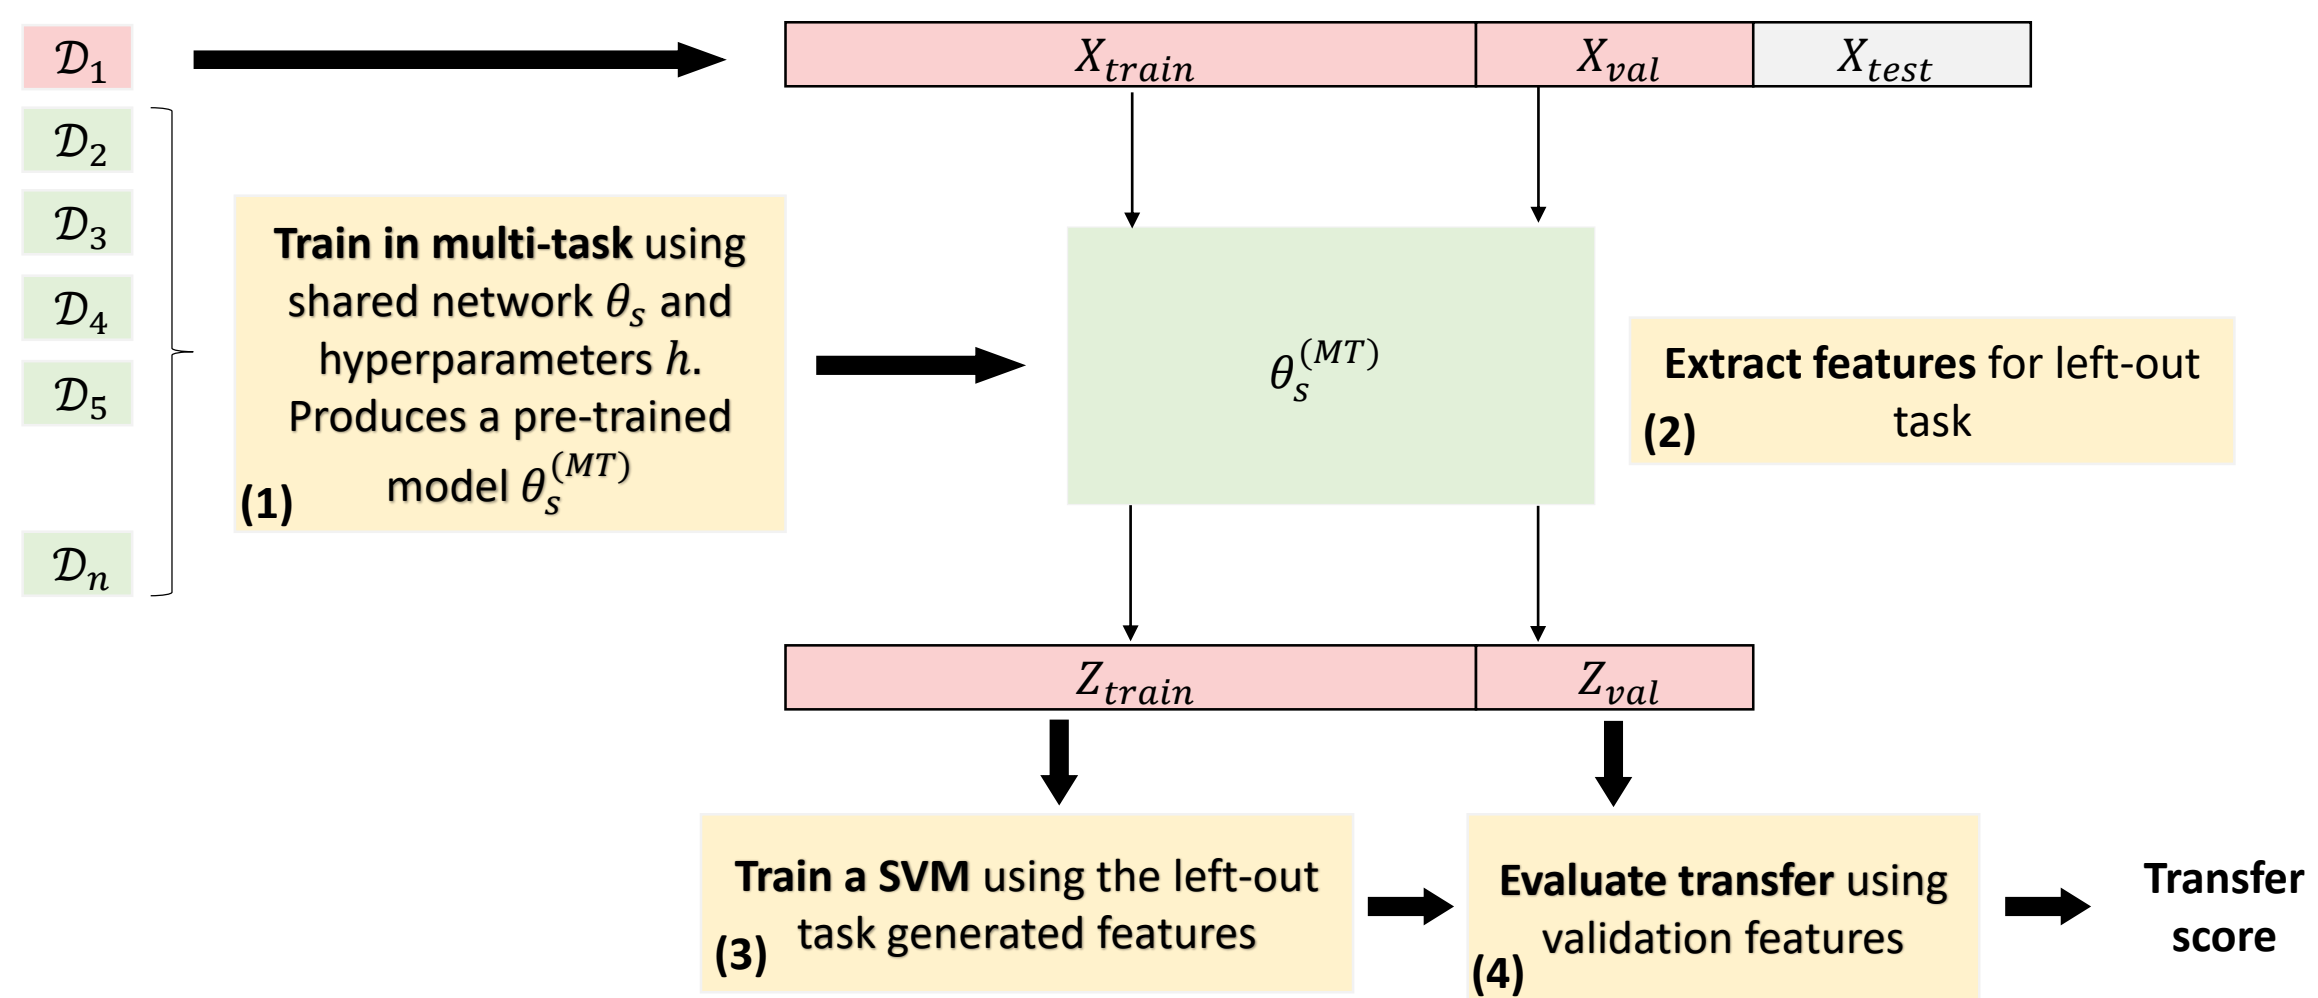 𝒟₁
X_train
X_val
X_test
𝒟₂
𝒟₃
𝒟₄
𝒟₅
𝒟ₙ
Train in multi-task using
shared network θ_s and
hyperparameters h.
Produces a pre-trained
model θ_s^(MT)
(1)
θ_s^(MT)
Extract features for left-out
task
(2)
Z_train
Z_val
Train a SVM using the left-out
task generated features
(3)
Evaluate transfer using
validation features
(4)
Transfer
score